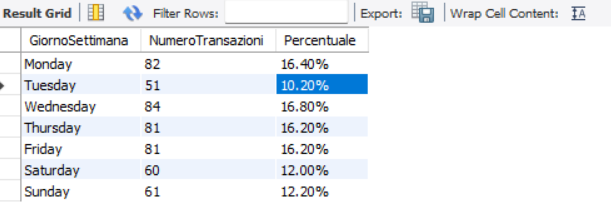 Result Grid Filter Rows: Export: Wrap Cell Content: IA
GiornoSettimana NumeroTransazioni Percentuale
Monday 82 16.40%
Tuesday 51 10.20%
Wednesday 84 16.80%
Thursday 81 16.20%
Friday 81 16.20%
Saturday 60 12.00%
Sunday 61 12.20%